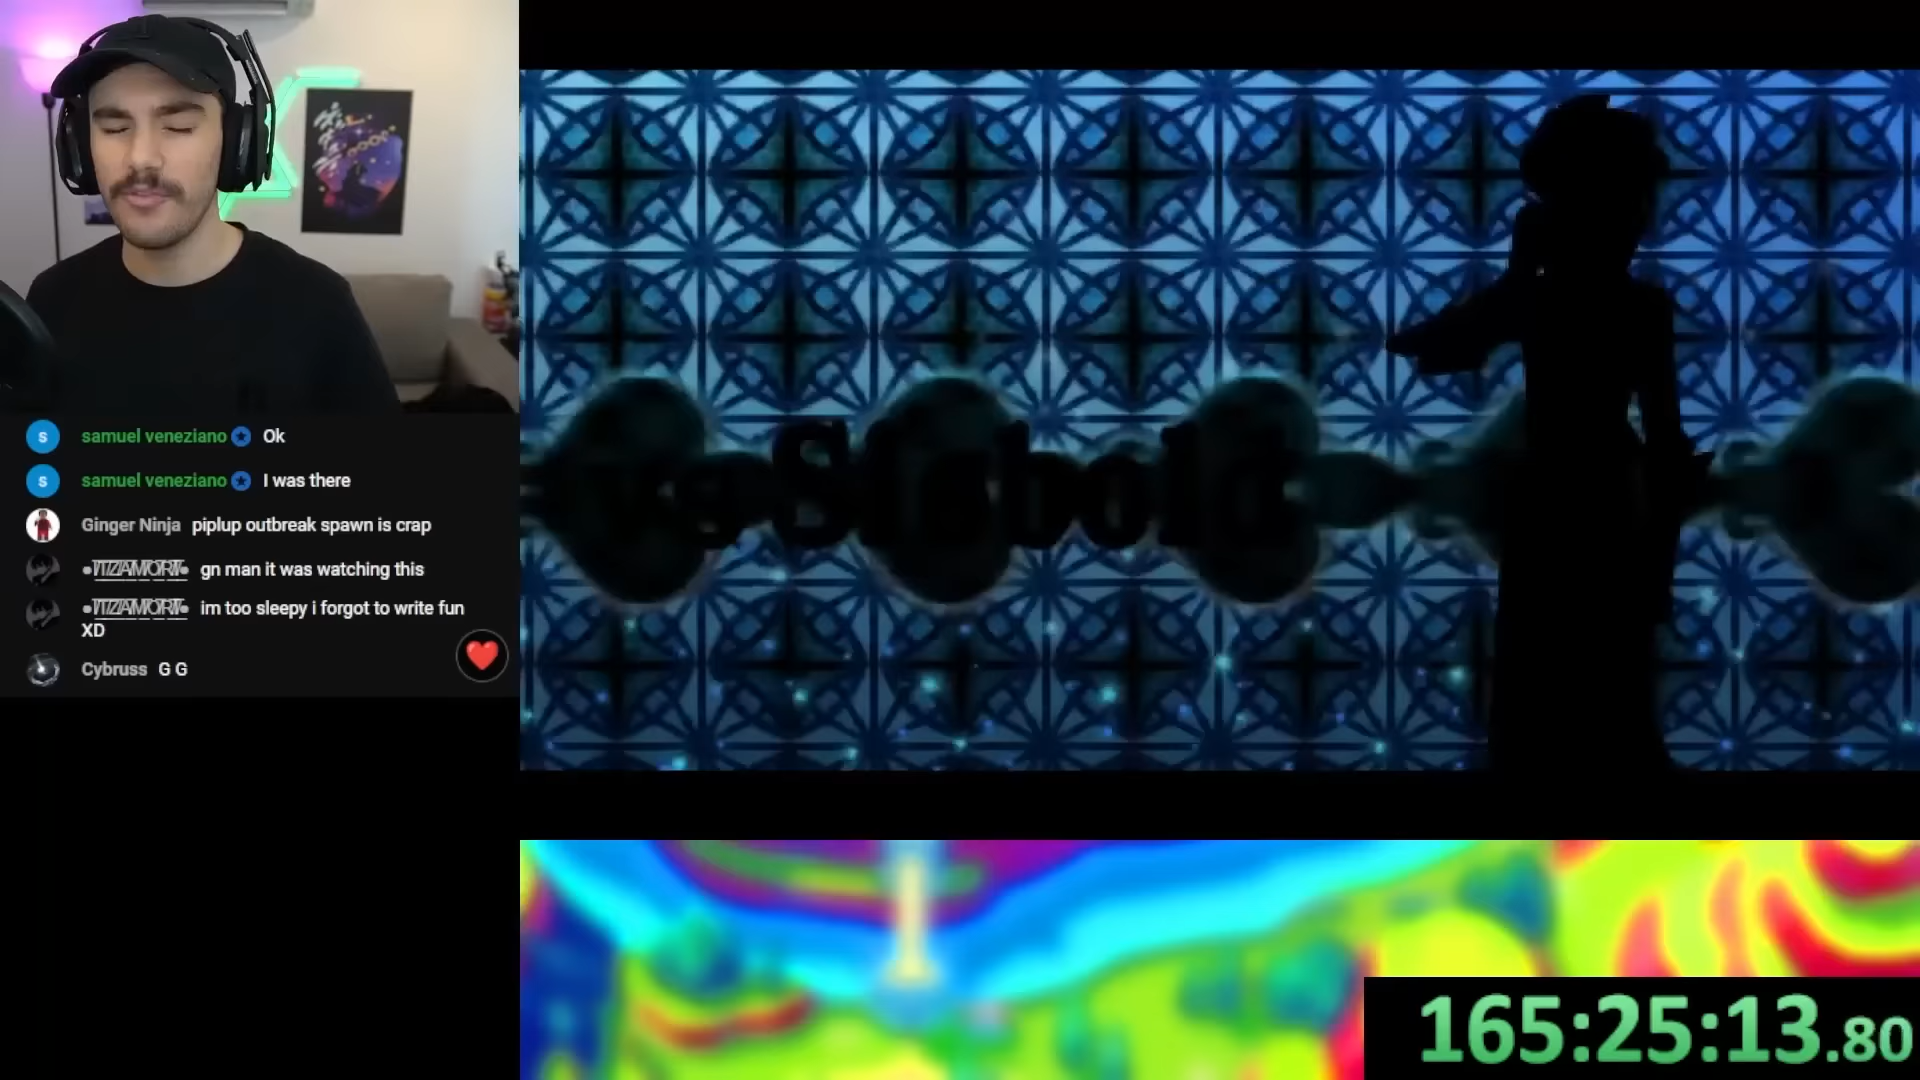 samuel veneziano Ok
samuel veneziano I was there
Ginger Ninja piplup outbreak spawn is crap
gn man it was watching this
im too sleepy i forgot to write fun
XD
Cybruss G G
Siebold
165:25:13.80